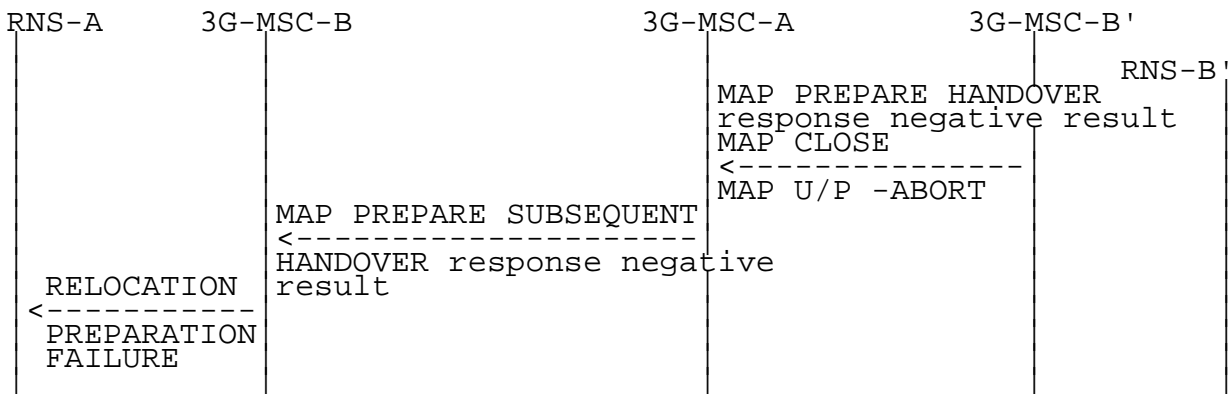 RNS-A 3G-MSC-B 3G-MSC-A 3G-MSC-B'
RNS-B'
MAP PREPARE HANDOVER
response negative result
MAP CLOSE
<---------------
MAP U/P -ABORT
MAP PREPARE SUBSEQUENT
<---------------------
HANDOVER response negative
result
RELOCATION
<-----------
PREPARATION
FAILURE